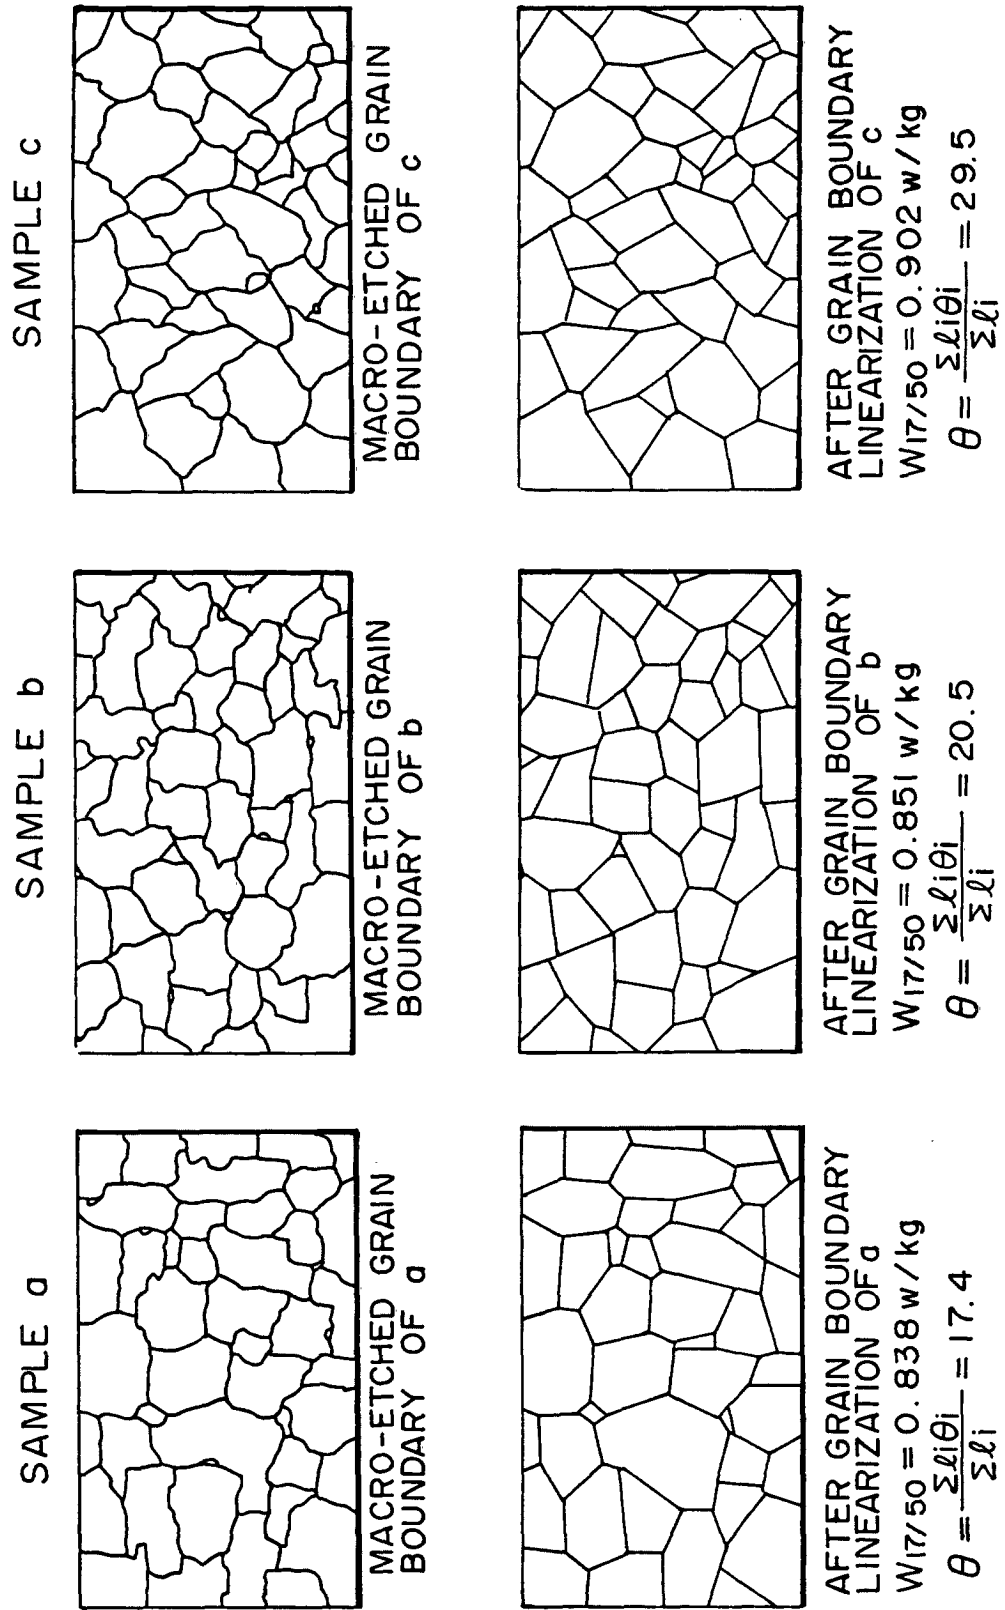 SAMPLE a
MACRO-ETCHED GRAIN
BOUNDARY OF a
AFTER GRAIN BOUNDARY
LINEARIZATION OF a
W17/50 = 0.838 w/kg
θ = Σℓiθi / Σℓi = 17.4
SAMPLE b
MACRO-ETCHED GRAIN
BOUNDARY OF b
AFTER GRAIN BOUNDARY
LINEARIZATION OF b
W17/50 = 0.851 w/kg
θ = Σℓiθi / Σℓi = 20.5
SAMPLE c
MACRO-ETCHED GRAIN
BOUNDARY OF c
AFTER GRAIN BOUNDARY
LINEARIZATION OF c
W17/50 = 0.902 w/kg
θ = Σℓiθi / Σℓi = 29.5